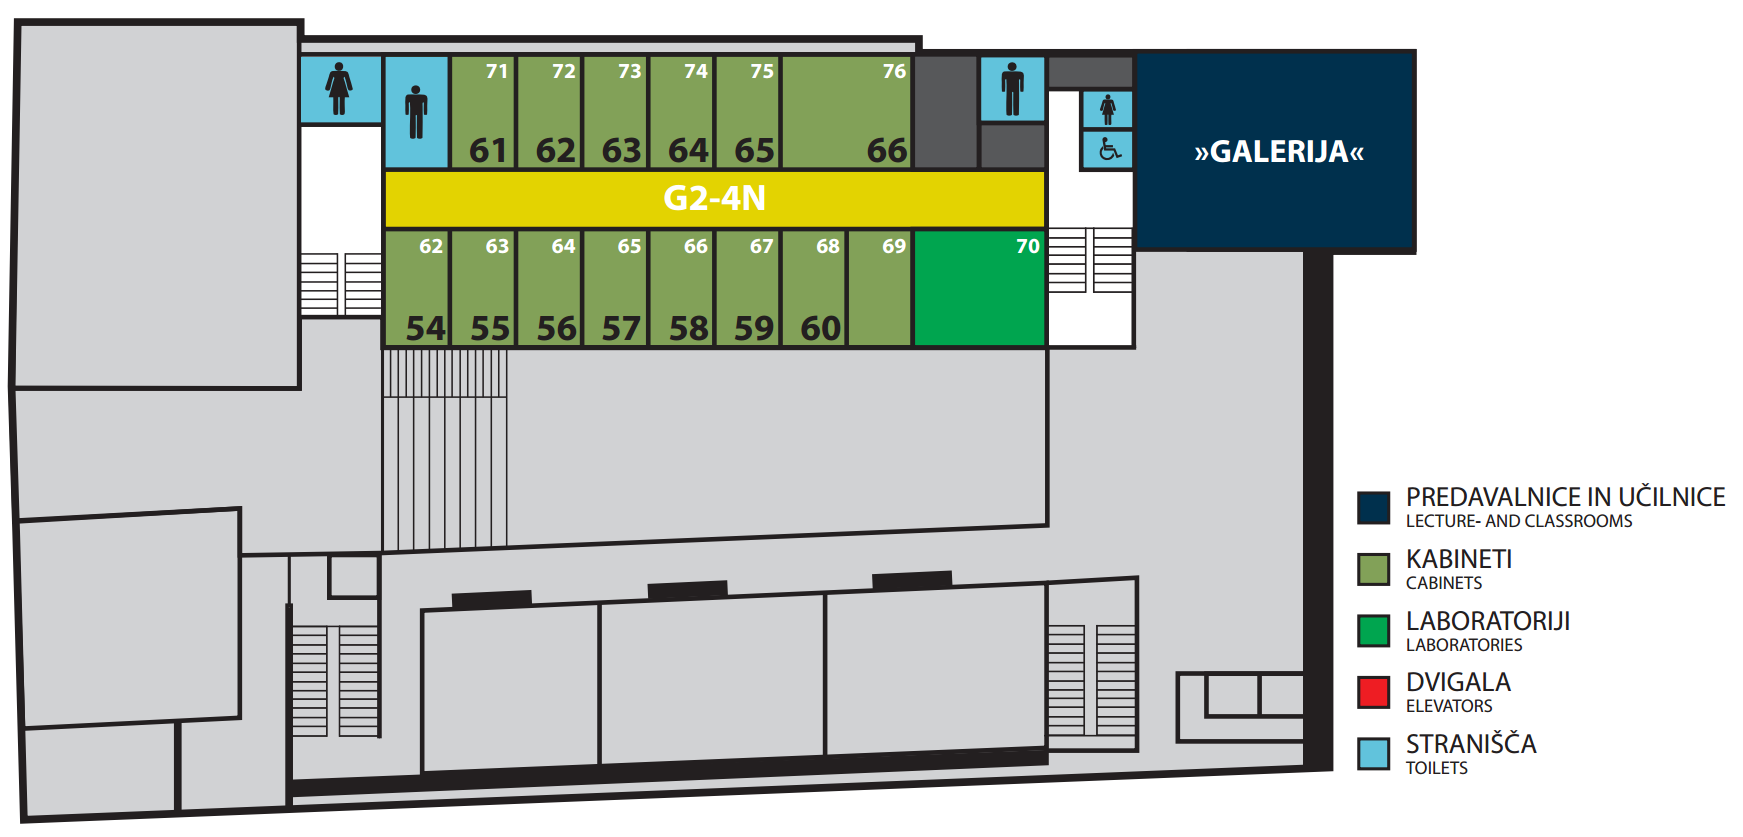 71 72 73 74 75 76
61 62 63 64 65 66
»GALERIJA«
G2-4N
62 63 64 65 66 67 68 69 70
54 55 56 57 58 59 60
PREDAVALNICE IN UČILNICE
LECTURE- AND CLASSROOMS
KABINETI
CABINETS
LABORATORIJI
LABORATORIES
DVIGALA
ELEVATORS
STRANIŠČA
TOILETS